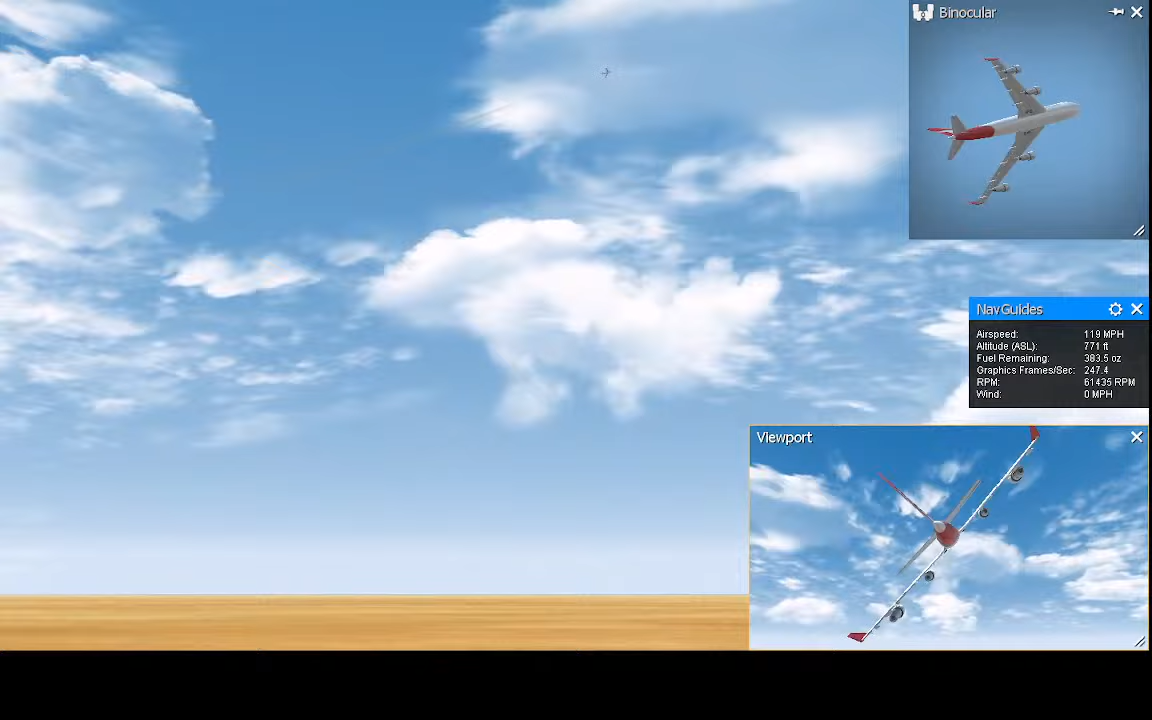 Binocular
NavGuides
Airspeed: 119 MPH
Altitude (ASL): 771 ft
Fuel Remaining: 383.5 oz
Graphics Frames/Sec: 247.4
RPM: 61435 RPM
Wind: 0 MPH
Viewport